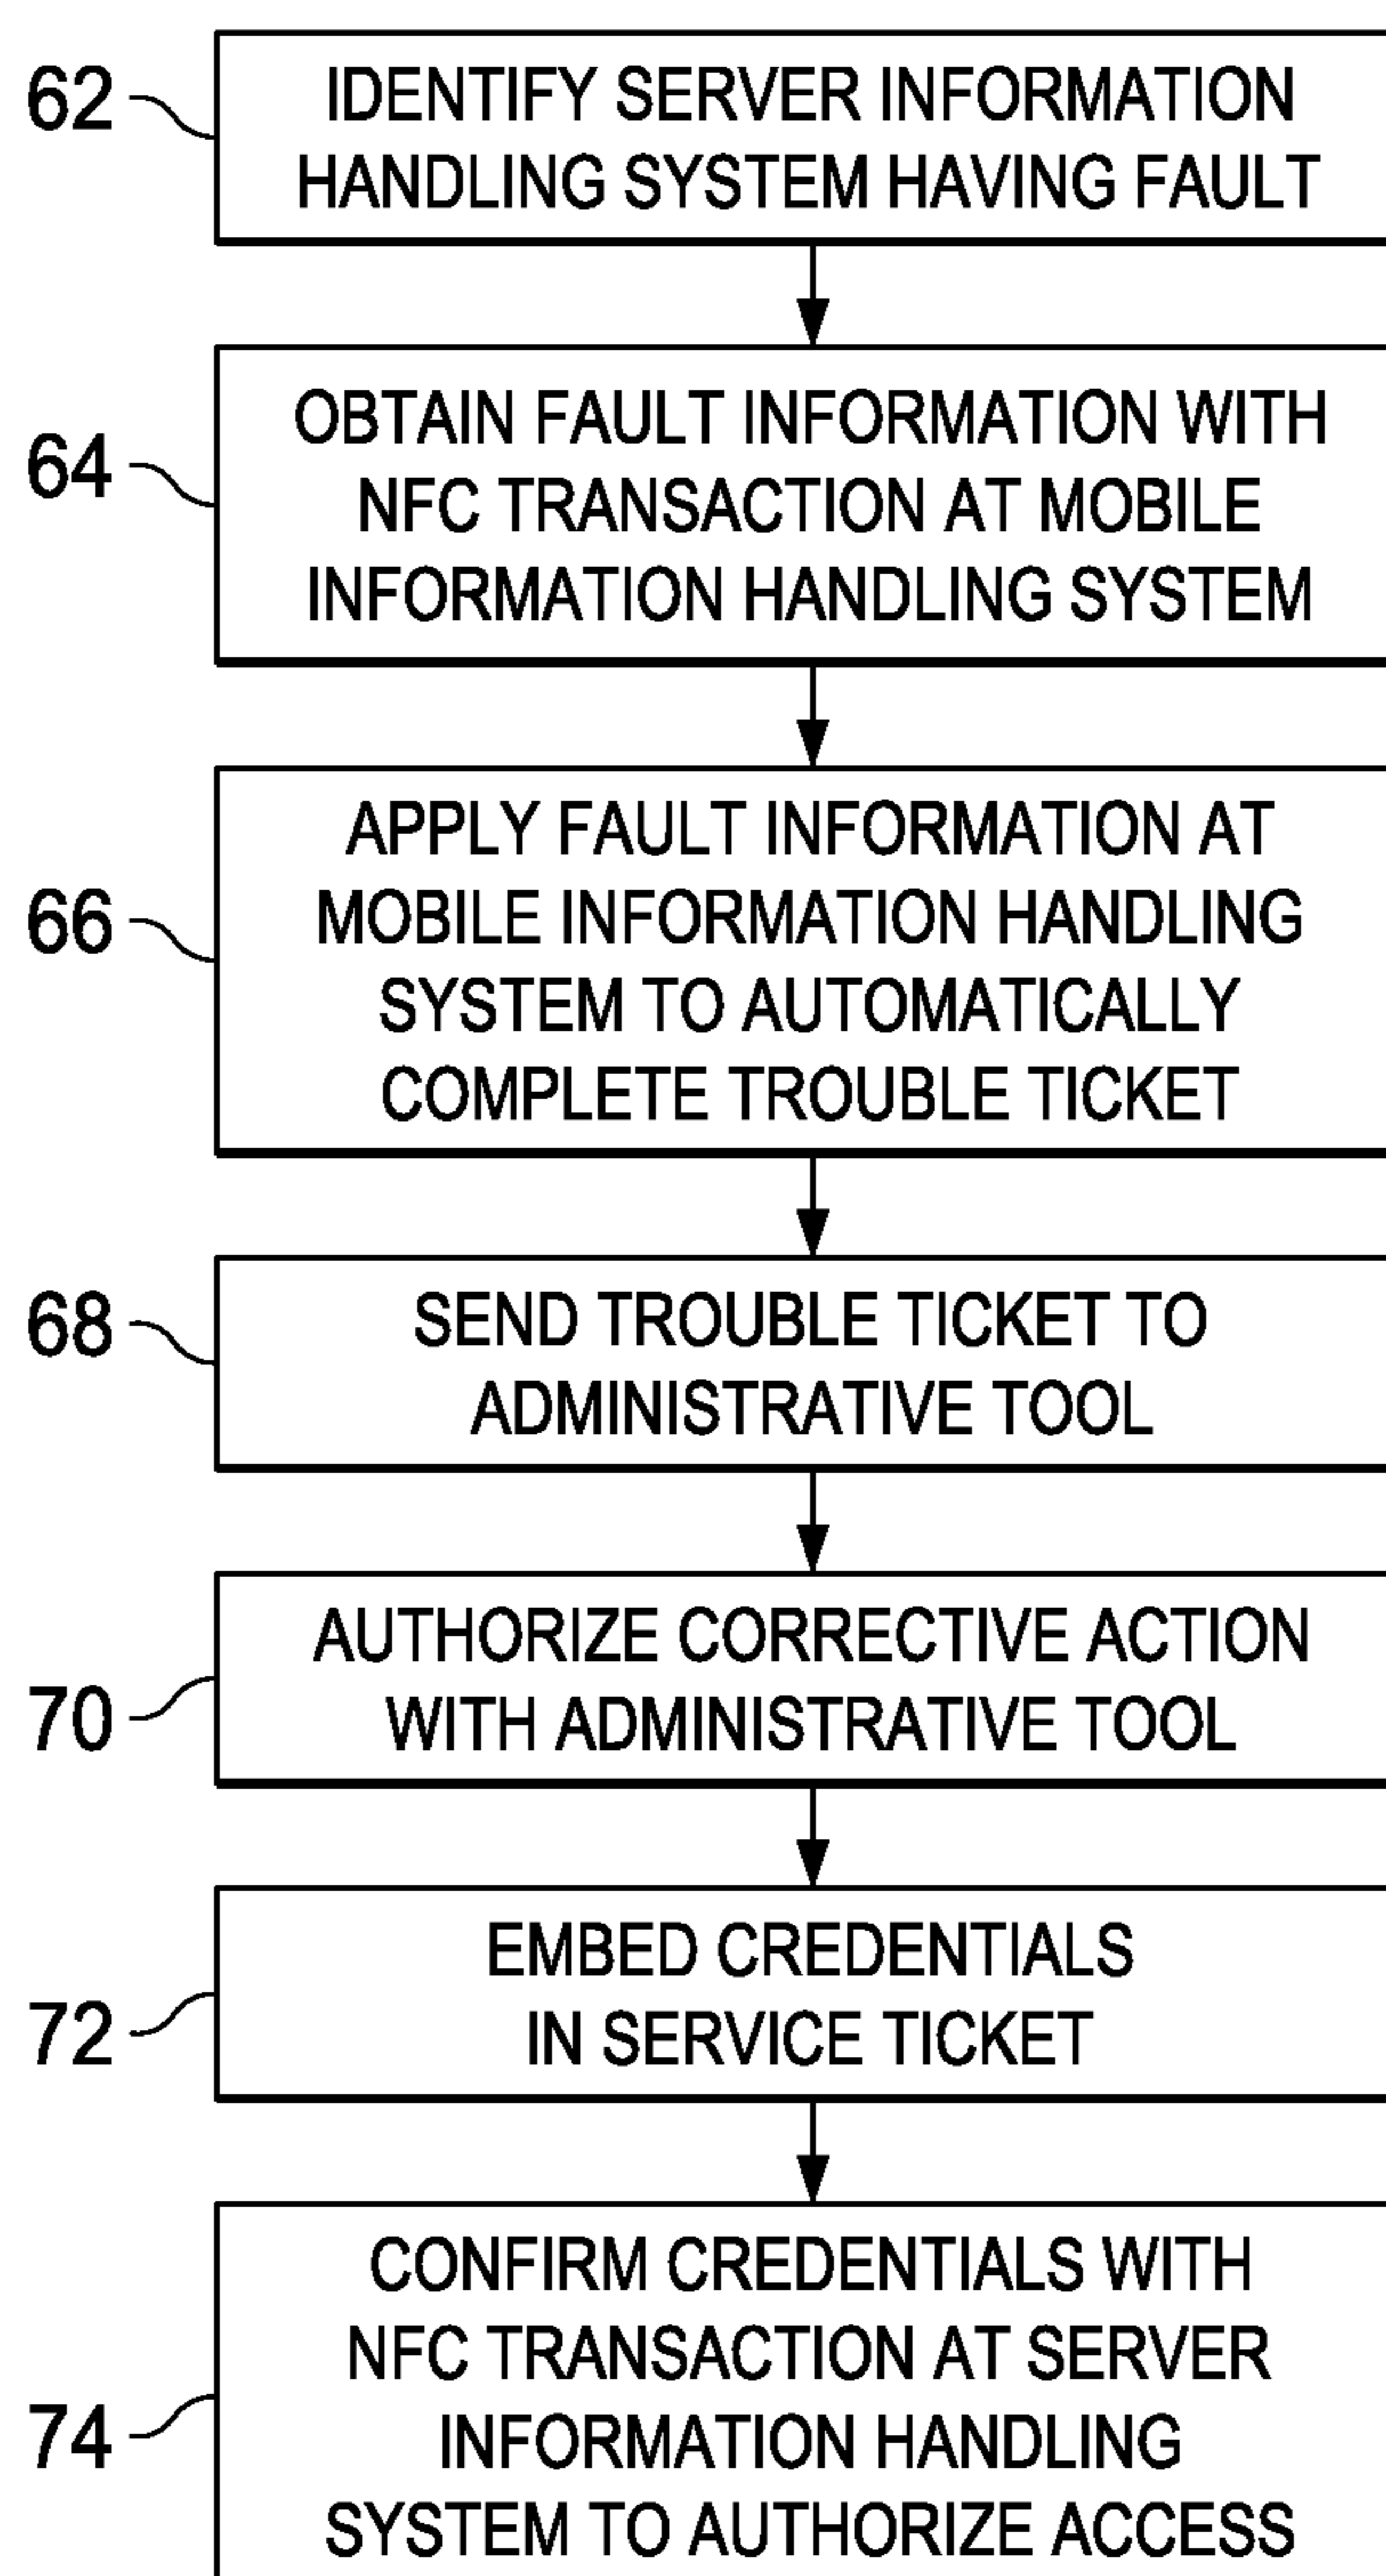 62
IDENTIFY SERVER INFORMATION
HANDLING SYSTEM HAVING FAULT
64
OBTAIN FAULT INFORMATION WITH
NFC TRANSACTION AT MOBILE
INFORMATION HANDLING SYSTEM
66
APPLY FAULT INFORMATION AT
MOBILE INFORMATION HANDLING
SYSTEM TO AUTOMATICALLY
COMPLETE TROUBLE TICKET
68
SEND TROUBLE TICKET TO
ADMINISTRATIVE TOOL
70
AUTHORIZE CORRECTIVE ACTION
WITH ADMINISTRATIVE TOOL
72
EMBED CREDENTIALS
IN SERVICE TICKET
74
CONFIRM CREDENTIALS WITH
NFC TRANSACTION AT SERVER
INFORMATION HANDLING
SYSTEM TO AUTHORIZE ACCESS